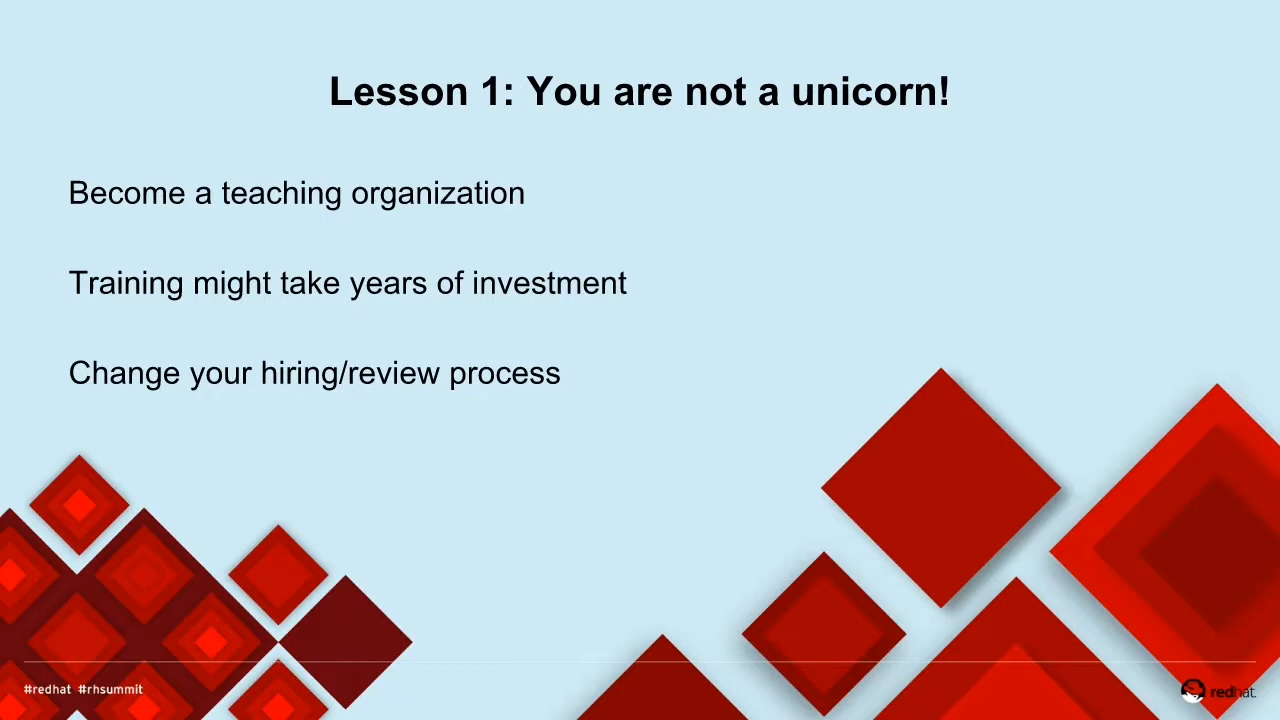 Lesson 1: You are not a unicorn!
Become a teaching organization
Training might take years of investment
Change your hiring/review process
#redhat #rhsummit
redhat.